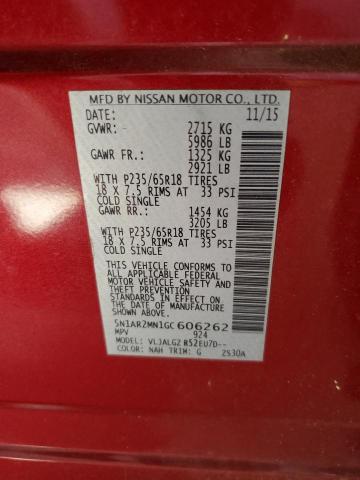 MFD BY NISSAN MOTOR CO., LTD.
DATE: 11/15
GVWR: - 2715 KG
5986 LB
GAWR FR.: 1325 KG
2921 LB
WITH P235/65R18 TIRES
18 X 7.5 RIMS AT 33 PSI
COLD SINGLE
GAWR RR.: 1454 KG
3205 LB
WITH P235/65R18 TIRES
18 X 7.5 RIMS AT 33 PSI
COLD SINGLE
THIS VEHICLE CONFORMS TO
ALL APPLICABLE FEDERAL
MOTOR VEHICLE SAFETY AND
THEFT PREVENTION
STANDARDS IN EFFECT ON THE
DATE OF MANUFACTURE SHOWN
ABOVE.
5N1AR2MN1GC606262
MPV 924
MODEL: VLJALGZ R52EU7D--
COLOR: NAH TRIM: G 2S30A